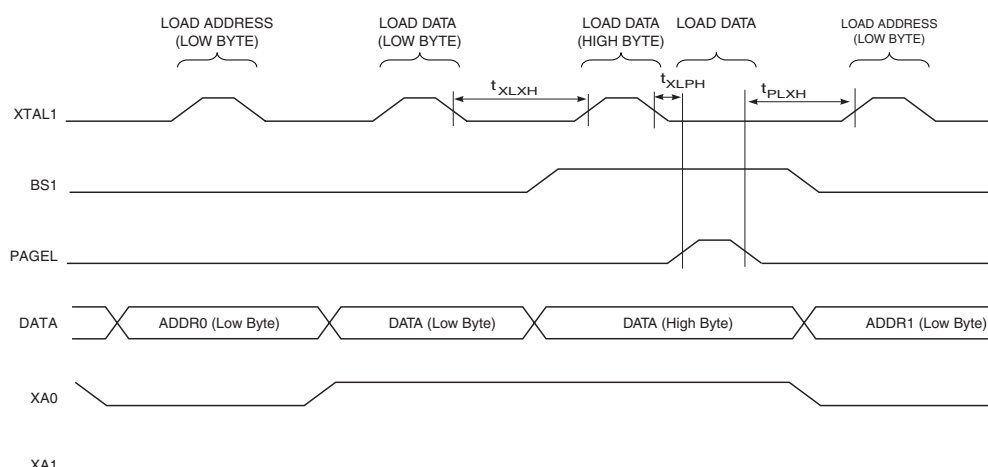 LOAD ADDRESS
(LOW BYTE)
LOAD DATA
(LOW BYTE)
LOAD DATA
(HIGH BYTE)
LOAD DATA
LOAD ADDRESS
(LOW BYTE)
tXLXH
tXLPH
tPLXH
XTAL1
BS1
PAGEL
DATA
ADDR0 (Low Byte)
DATA (Low Byte)
DATA (High Byte)
ADDR1 (Low Byte)
XA0
XA1